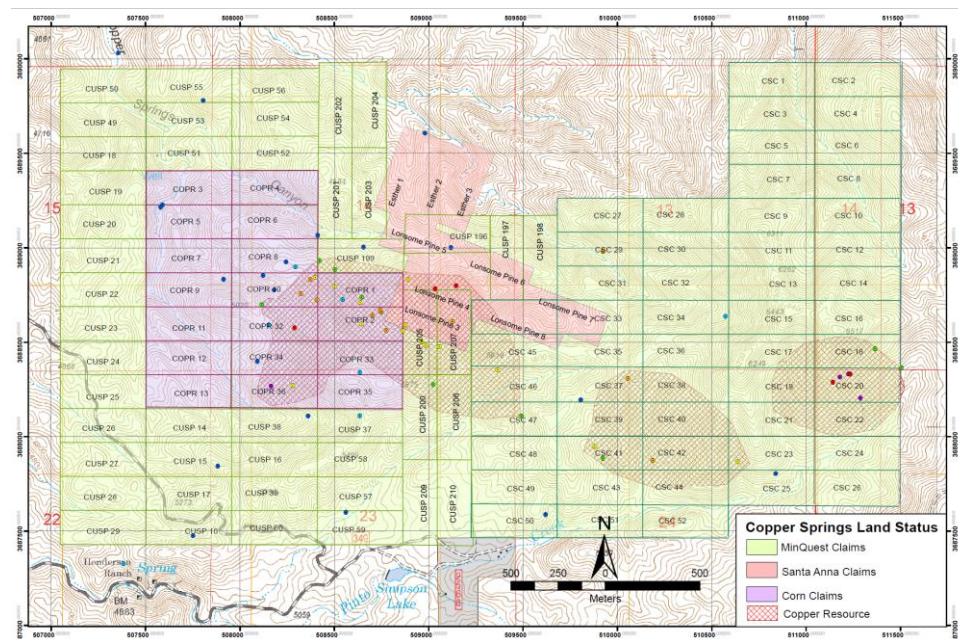 507000 507500 508000 508500 509000 509500 510000 510500 511000 511500
3690000
3689500
3689000
3688500
3688000
3687500
CUSP 50 CUSP 55 CUSP 56 CUSP 202 CUSP 204 CSC 1 CSC 2
Springs
CUSP 49 CUSP 53 CUSP 54 CSC 3 CSC 4
CUSP 18 CUSP 51 CUSP 52 CSC 5 CSC 6
CUSP 19 COPR 3 COPR 4 CUSP 201 CUSP 203 Esther 1 Esther 2 Esther 3 CSC 7 CSC 8
Canyon
15 13 14 13
CUSP 20 COPR 5 COPR 6 CUSP 196 CUSP 197 CUSP 198 CSC 27 CSC 28 CSC 9 CSC 10
CUSP 21 COPR 7 COPR 8 CUSP 199 Lonsome Pine 5 CSC 29 CSC 30 CSC 11 CSC 12
CUSP 22 COPR 9 COPR 10 COPR 1 Lonsome Pine 4 Lonsome Pine 6 CSC 31 CSC 32 CSC 13 CSC 14
CUSP 23 COPR 11 COPR 32 COPR 2 Lonsome Pine 3 Lonsome Pine 7 CSC 33 CSC 34 CSC 15 CSC 16
Lonsome Pine 8
CUSP 24 COPR 12 COPR 34 COPR 33 CUSP 205 CUSP 207 CSC 45 CSC 35 CSC 36 CSC 17 CSC 18
6249
CUSP 25 COPR 13 COPR 36 COPR 35 CUSP 200 CUSP 206 CSC 46 CSC 37 CSC 38 CSC 19 CSC 20
CUSP 26 CUSP 14 CUSP 38 CUSP 37 CSC 47 CSC 39 CSC 40 CSC 21 CSC 22
CUSP 27 CUSP 15 CUSP 16 CUSP 58 CSC 48 CSC 41 CSC 42 CSC 23 CSC 24
CUSP 28 CUSP 17 CUSP 57 CUSP 209 CUSP 210 CSC 49 CSC 43 CSC 44 CSC 25 CSC 26
22 23
CUSP 29 CUSP 10 CUSP 59 CSC 50 CSC 52
Henderson
Ranch
Spring
BM
4883
5059
Pinto
Simpson
Lake
Creek
N
500 250 0 500
Meters
Copper Springs Land Status
MinQuest Claims
Santa Anna Claims
Corn Claims
Copper Resource